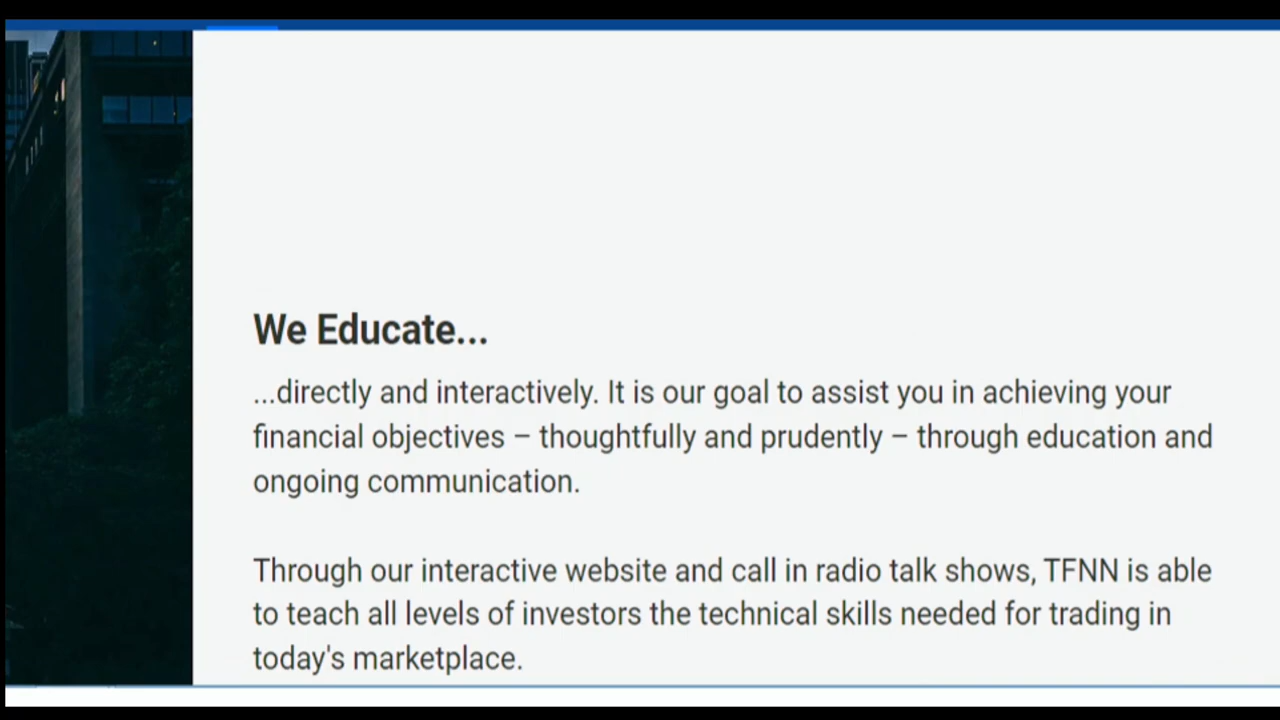 We Educate...
...directly and interactively. It is our goal to assist you in achieving your
financial objectives – thoughtfully and prudently – through education and
ongoing communication.
Through our interactive website and call in radio talk shows, TFNN is able
to teach all levels of investors the technical skills needed for trading in
today's marketplace.